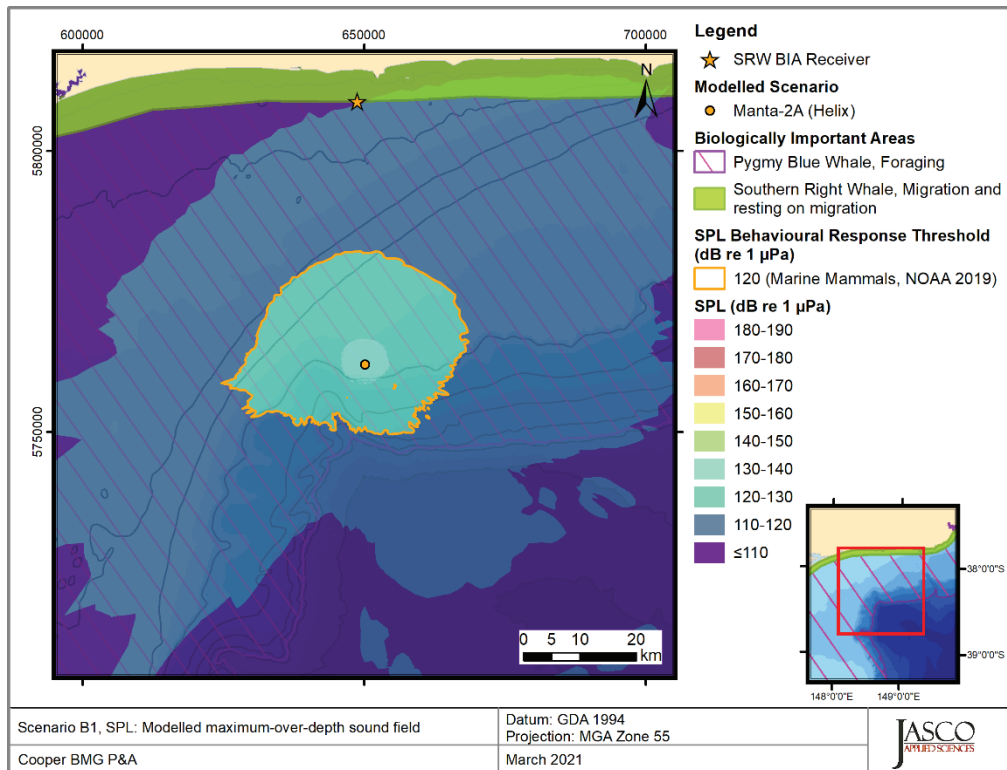 600000 650000 700000
5800000
5750000
N
0 5 10 20
km
Legend
SRW BIA Receiver
Modelled Scenario
Manta-2A (Helix)
Biologically Important Areas
Pygmy Blue Whale, Foraging
Southern Right Whale, Migration and
resting on migration
SPL Behavioural Response Threshold
(dB re 1 µPa)
120 (Marine Mammals, NOAA 2019)
SPL (dB re 1 µPa)
180-190
170-180
160-170
150-160
140-150
130-140
120-130
110-120
≤110
38°0'0"S
39°0'0"S
148°0'0"E 149°0'0"E
Scenario B1, SPL: Modelled maximum-over-depth sound field
Cooper BMG P&A
Datum: GDA 1994
Projection: MGA Zone 55
March 2021
JASCO
APPLIED SCIENCES